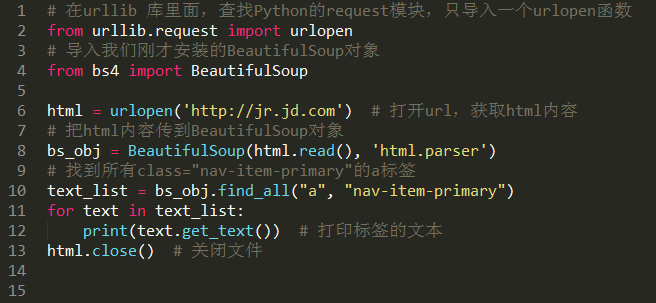 1 # 在urllib 库里面，查找Python的request模块，只导入一个urlopen函数
2 from urllib.request import urlopen
3 # 导入我们刚才安装的BeautifulSoup对象
4 from bs4 import BeautifulSoup
5
6 html = urlopen('http://jr.jd.com')  # 打开url，获取html内容
7 # 把html内容传到BeautifulSoup对象
8 bs_obj = BeautifulSoup(html.read(), 'html.parser')
9 # 找到所有class="nav-item-primary"的a标签
10 text_list = bs_obj.find_all("a", "nav-item-primary")
11 for text in text_list:
12     print(text.get_text())  # 打印标签的文本
13 html.close()  # 关闭文件
14
15